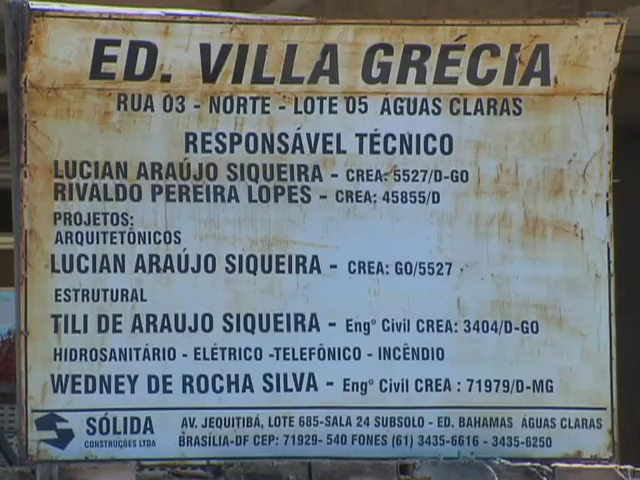 ED. VILLA GRÉCIA
RUA 03 - NORTE - LOTE 05 ÁGUAS CLARAS
RESPONSÁVEL TÉCNICO
LUCIAN ARAÚJO SIQUEIRA - CREA: 5527/D-GO
RIVALDO PEREIRA LOPES - CREA: 45855/D
PROJETOS:
ARQUITETÔNICOS
LUCIAN ARAÚJO SIQUEIRA - CREA: GO/5527
ESTRUTURAL
TILI DE ARAUJO SIQUEIRA - Engº Civil CREA: 3404/D-GO
HIDROSANITÁRIO - ELÉTRICO -TELEFÔNICO - INCÊNDIO
WEDNEY DE ROCHA SILVA - Engº Civil CREA : 71979/D-MG
SÓLIDA
CONSTRUÇÕES LTDA
AV. JEQUITIBÁ, LOTE 685-SALA 24 SUBSOLO - ED. BAHAMAS ÁGUAS CLARAS
BRASÍLIA-DF CEP: 71929- 540 FONES (61) 3435-6616 - 3435-6250